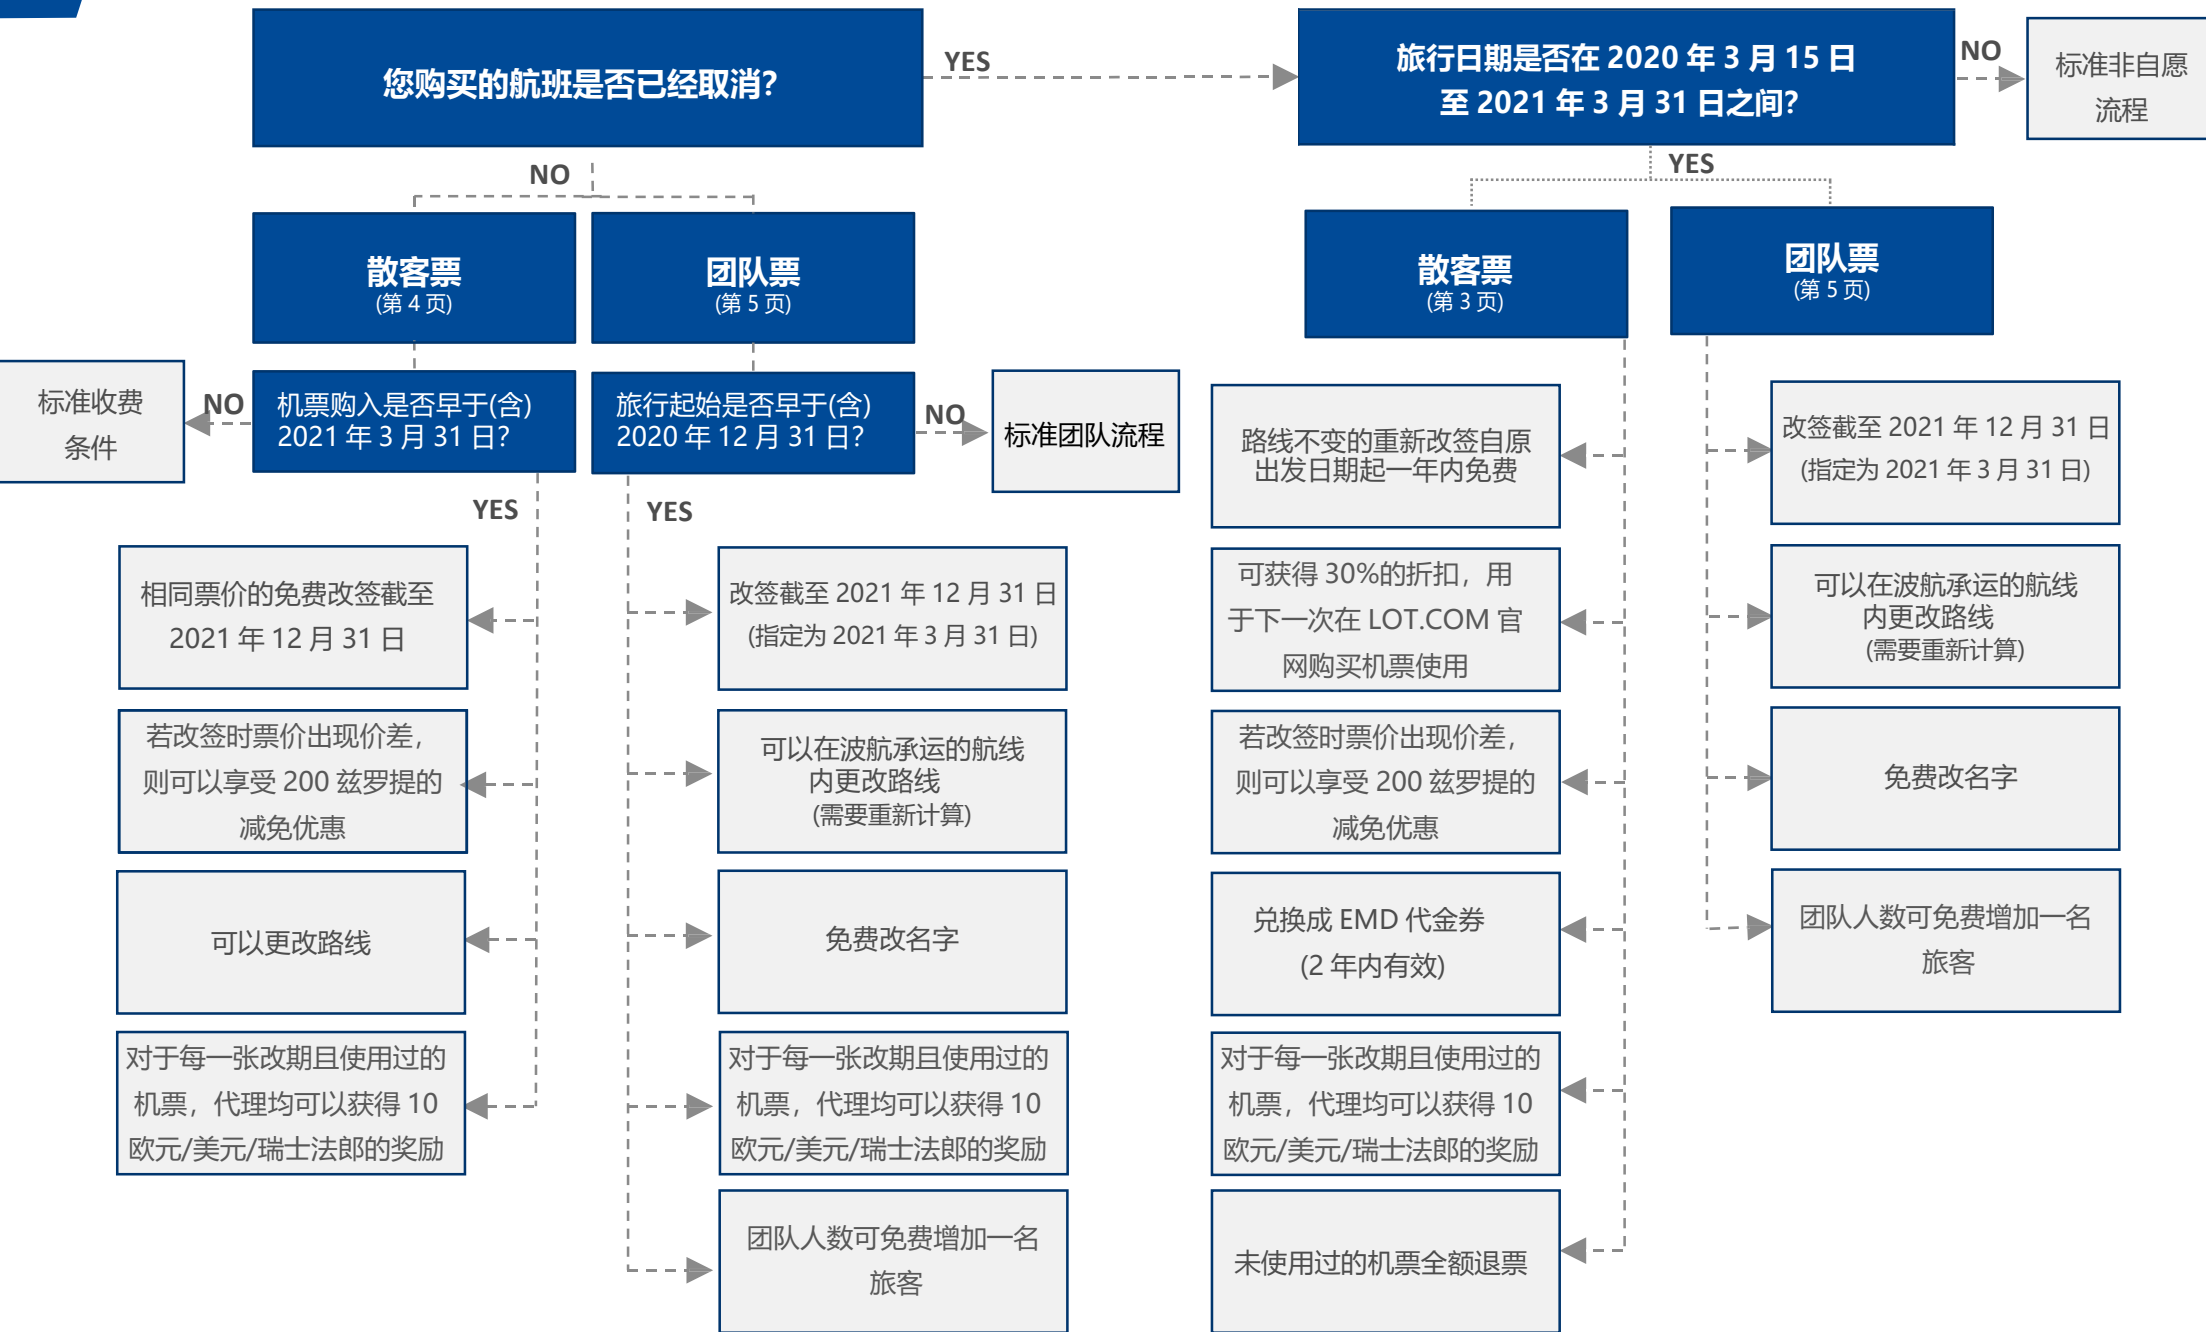 您购买的航班是否已经取消？
YES
旅行日期是否在 2020 年 3 月 15 日
至 2021 年 3 月 31 日之间？
NO
标准非自愿
流程
NO
散客票
(第 4 页)
团队票
(第 5 页)
标准收费
条件
NO
机票购入是否早于(含)
2021 年 3 月 31 日？
旅行起始是否早于(含)
2020 年 12 月 31 日？
NO
标准团队流程
YES
相同票价的免费改签截至
2021 年 12 月 31 日
若改签时票价出现价差，
则可以享受 200 兹罗提的
减免优惠
可以更改路线
对于每一张改期且使用过的
机票，代理均可以获得 10
欧元/美元/瑞士法郎的奖励
YES
改签截至 2021 年 12 月 31 日
(指定为 2021 年 3 月 31 日)
可以在波航承运的航线
内更改路线
(需要重新计算)
免费改名字
对于每一张改期且使用过的
机票，代理均可以获得 10
欧元/美元/瑞士法郎的奖励
团队人数可免费增加一名
旅客
YES
散客票
(第 3 页)
团队票
(第 5 页)
路线不变的重新改签自原
出发日期起一年内免费
可获得 30%的折扣，用
于下一次在 LOT.COM 官
网购买机票使用
若改签时票价出现价差，
则可以享受 200 兹罗提的
减免优惠
兑换成 EMD 代金券
(2 年内有效)
对于每一张改期且使用过的
机票，代理均可以获得 10
欧元/美元/瑞士法郎的奖励
未使用过的机票全额退票
改签截至 2021 年 12 月 31 日
(指定为 2021 年 3 月 31 日)
可以在波航承运的航线
内更改路线
(需要重新计算)
免费改名字
团队人数可免费增加一名
旅客